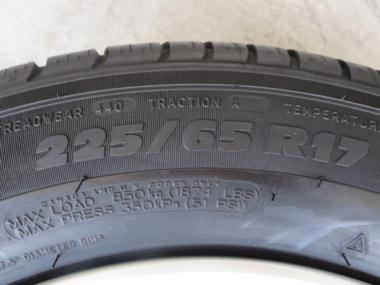 TREADWEAR 440 TRACTION A TEMPERATURE
225/65 R17
MAX LOAD 850kg (1874 LBS)
MAX PRESS 350kPa (51 PSI)